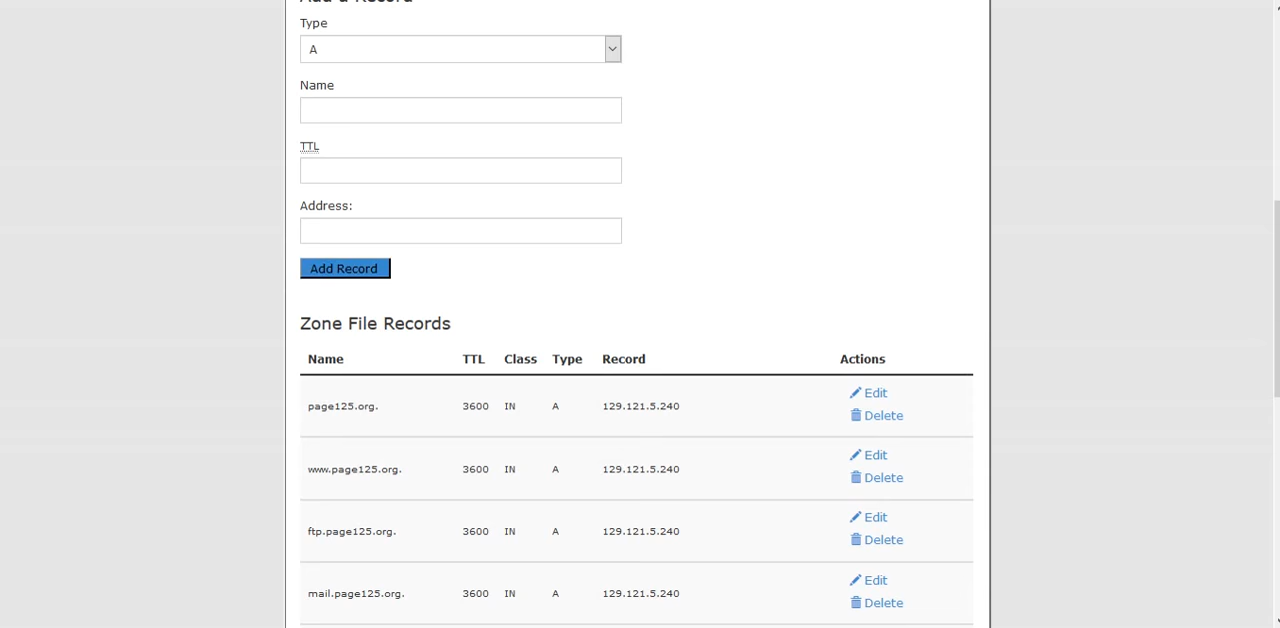 Add a Record
Type
A
Name
TTL
Address:
Add Record
Zone File Records
Name TTL Class Type Record Actions
page125.org. 3600 IN A 129.121.5.240 Edit
Delete
www.page125.org. 3600 IN A 129.121.5.240 Edit
Delete
ftp.page125.org. 3600 IN A 129.121.5.240 Edit
Delete
mail.page125.org. 3600 IN A 129.121.5.240 Edit
Delete